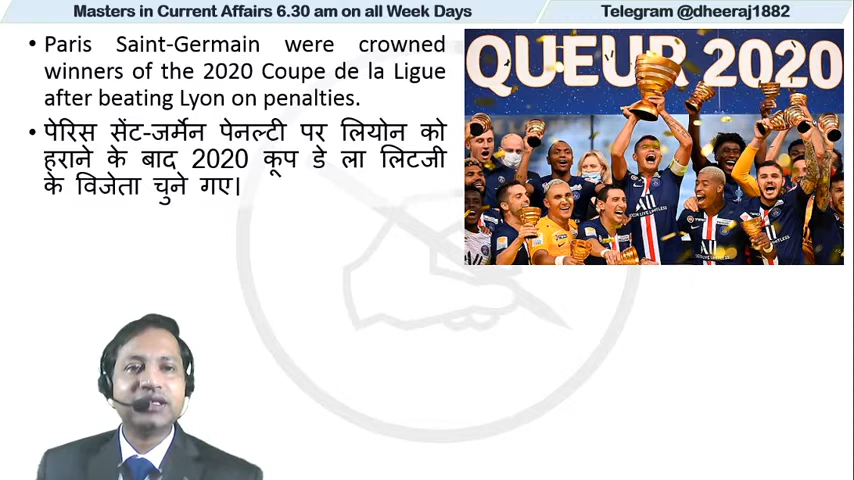 Masters in Current Affairs 6.30 am on all Week Days
Telegram @dheeraj1882
• Paris Saint-Germain were crowned
winners of the 2020 Coupe de la Ligue
after beating Lyon on penalties.
• पेरिस सेंट-जर्मेन पेनल्टी पर लियोन को
हराने के बाद 2020 कूप डे ला लिटजी
के विजेता चुने गए।
QUEUR 2020